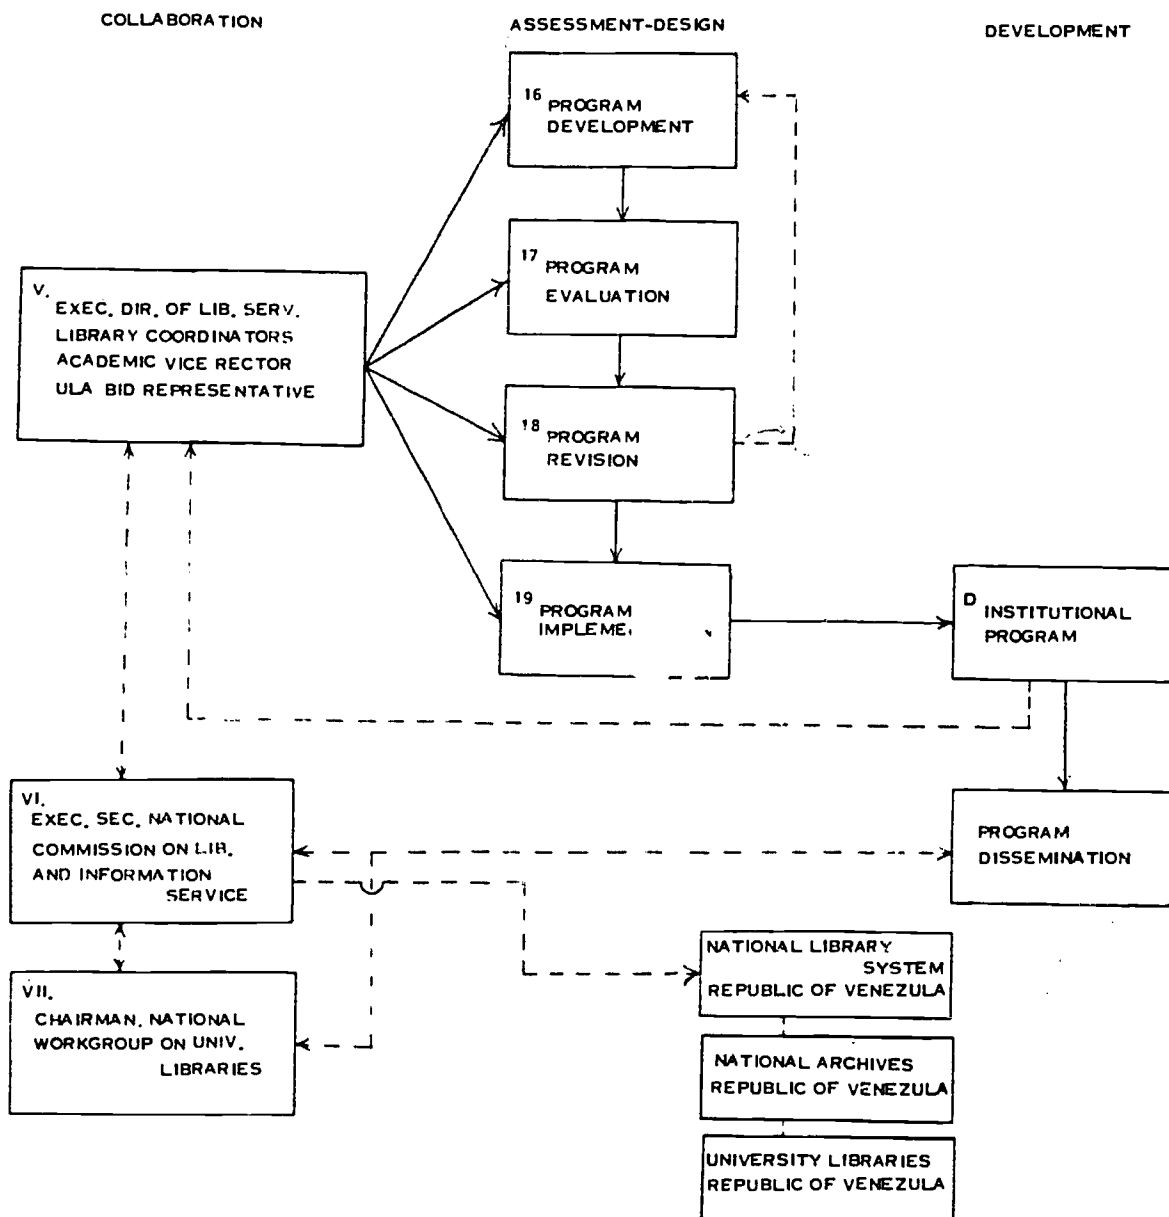 COLLABORATION
ASSESSMENT-DESIGN
DEVELOPMENT
16 PROGRAM
DEVELOPMENT
17 PROGRAM
EVALUATION
V.
EXEC. DIR. OF LIB. SERV.
LIBRARY COORDINATORS
ACADEMIC VICE RECTOR
ULA BID REPRESENTATIVE
18 PROGRAM
REVISION
19 PROGRAM
D INSTITUTIONAL
PROGRAM
VI.
EXEC. SEC. NATIONAL
COMMISSION ON LIB.
AND INFORMATION
SERVICE
PROGRAM
DISSEMINATION
VII.
CHAIRMAN, NATIONAL
WORKGROUP ON UNIV.
LIBRARIES
NATIONAL LIBRARY
SYSTEM
REPUBLIC OF VENEZULA
NATIONAL ARCHIVES
REPUBLIC OF VENEZULA
UNIVERSITY LIBRARIES
REPUBLIC OF VENEZULA